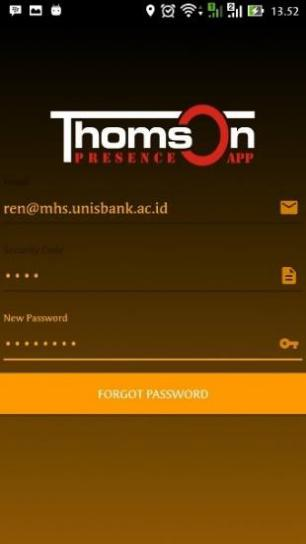 13.52
ThomsOn
PRESENCE APP
Email
ren@mhs.unisbank.ac.id
Security Code
••••
New Password
••••••••
FORGOT PASSWORD